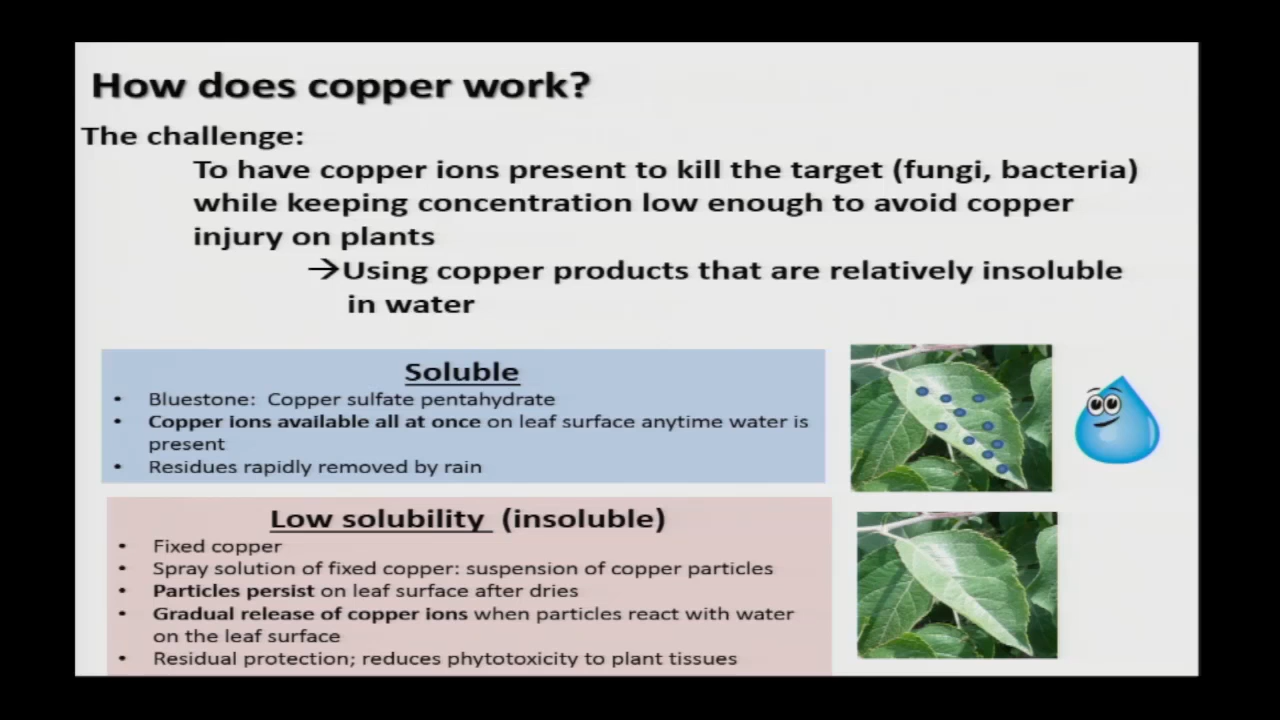 How does copper work?
The challenge:
To have copper ions present to kill the target (fungi, bacteria)
while keeping concentration low enough to avoid copper
injury on plants
→Using copper products that are relatively insoluble
in water
Soluble
• Bluestone: Copper sulfate pentahydrate
• Copper ions available all at once on leaf surface anytime water is
present
• Residues rapidly removed by rain
Low solubility (insoluble)
• Fixed copper
• Spray solution of fixed copper: suspension of copper particles
• Particles persist on leaf surface after dries
• Gradual release of copper ions when particles react with water
on the leaf surface
• Residual protection; reduces phytotoxicity to plant tissues